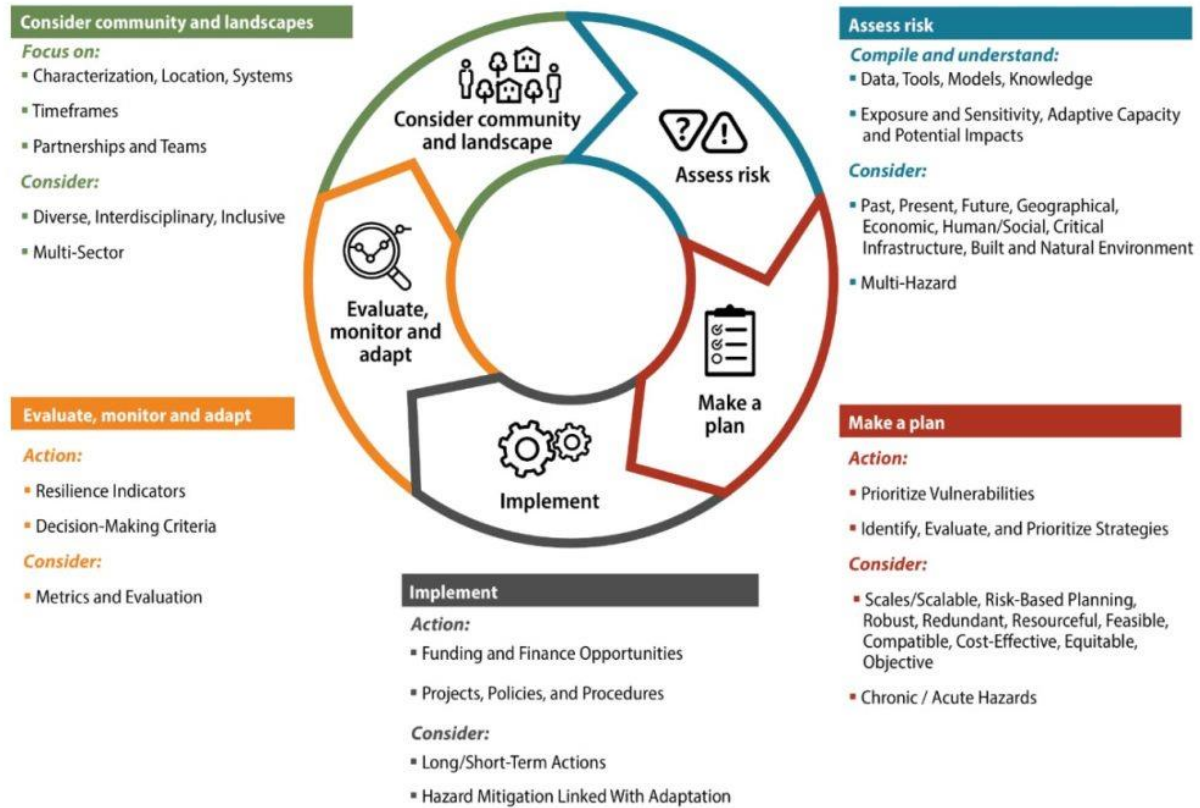 Consider community and landscapes
Focus on:
▪ Characterization, Location, Systems
▪ Timeframes
▪ Partnerships and Teams
Consider:
▪ Diverse, Interdisciplinary, Inclusive
▪ Multi-Sector
Consider community
and landscape
?
!
Assess risk
Make a
plan
Implement
Evaluate,
monitor and
adapt
Assess risk
Compile and understand:
▪ Data, Tools, Models, Knowledge
▪ Exposure and Sensitivity, Adaptive Capacity
and Potential Impacts
Consider:
▪ Past, Present, Future, Geographical,
Economic, Human/Social, Critical
Infrastructure, Built and Natural Environment
▪ Multi-Hazard
Make a plan
Action:
▪ Prioritize Vulnerabilities
▪ Identify, Evaluate, and Prioritize Strategies
Consider:
▪ Scales/Scalable, Risk-Based Planning,
Robust, Redundant, Resourceful, Feasible,
Compatible, Cost-Effective, Equitable,
Objective
▪ Chronic / Acute Hazards
Implement
Action:
▪ Funding and Finance Opportunities
▪ Projects, Policies, and Procedures
Consider:
▪ Long/Short-Term Actions
▪ Hazard Mitigation Linked With Adaptation
Evaluate, monitor and adapt
Action:
▪ Resilience Indicators
▪ Decision-Making Criteria
Consider:
▪ Metrics and Evaluation